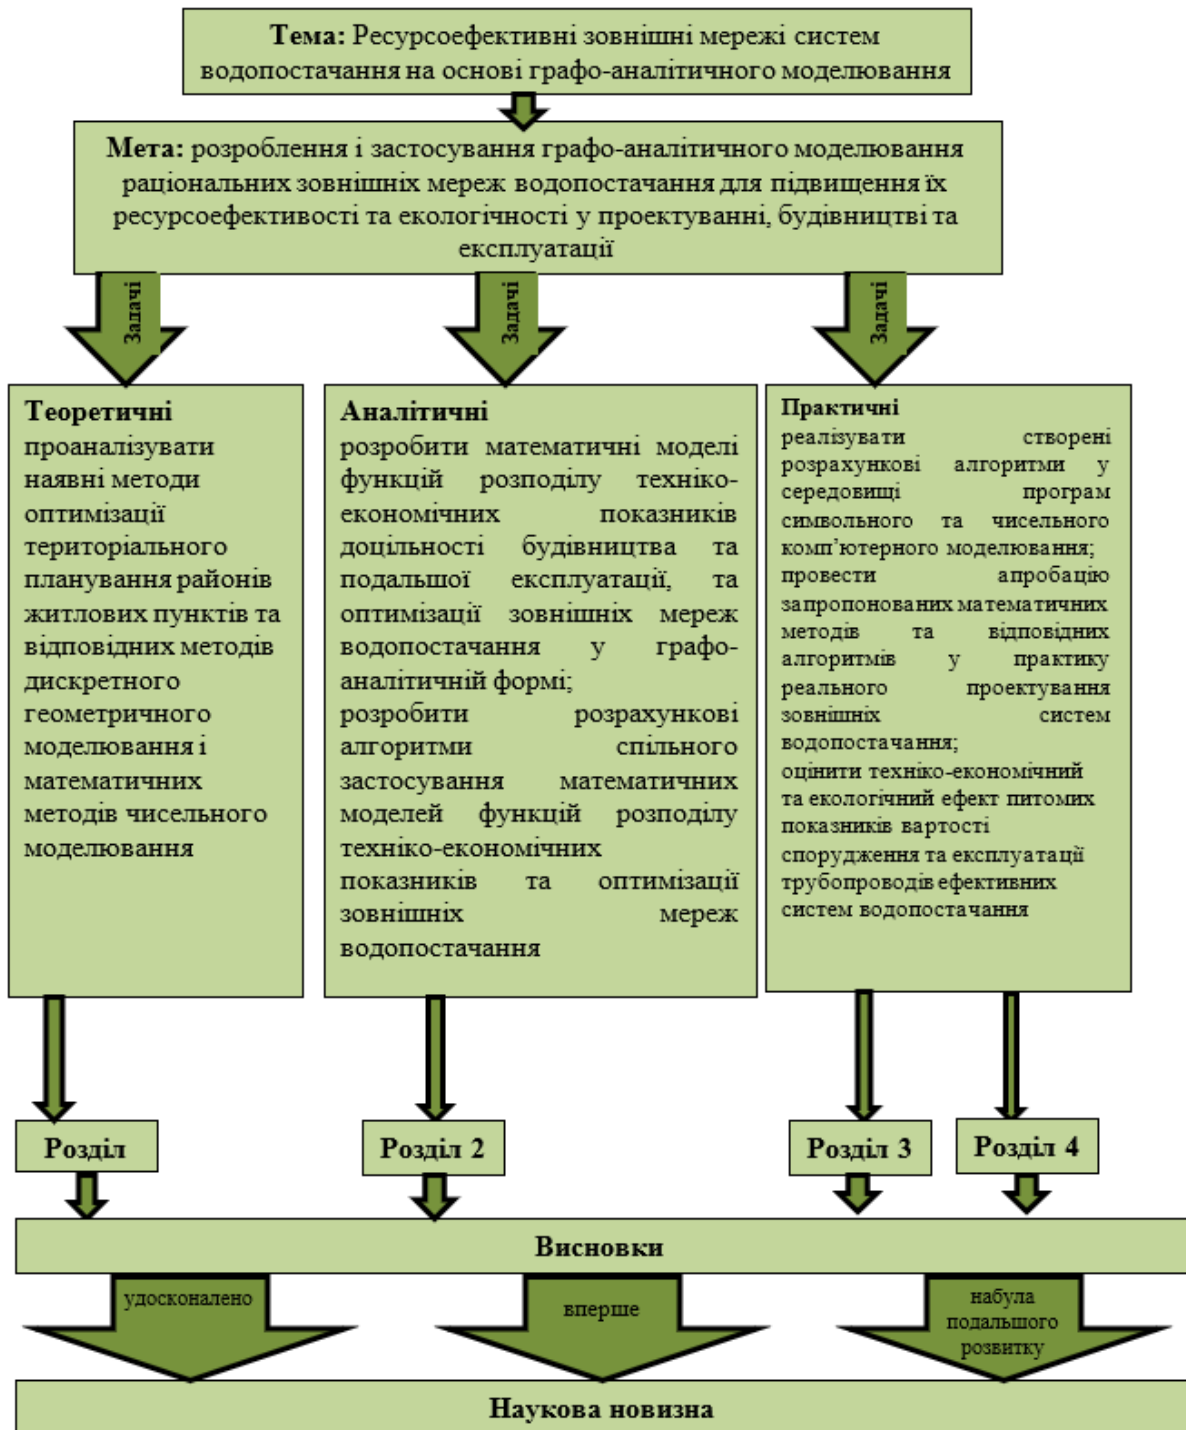 Тема: Ресурсоефективні зовнішні мережі систем
водопостачання на основі графо-аналітичного моделювання
Мета: розроблення і застосування графо-аналітичного моделювання
раціональних зовнішніх мереж водопостачання для підвищення їх
ресурсоефективості та екологічності у проектуванні, будівництві та
експлуатації
Задачі
Задачі
Задачі
Теоретичні
проаналізувати
наявні методи
оптимізації
територіального
планування районів
житлових пунктів та
відповідних методів
дискретного
геометричного
моделювання і
математичних
методів чисельного
моделювання
Аналітичні
розробити математичні моделі
функцій розподілу техніко-
економічних показників
доцільності будівництва та
подальшої експлуатації, та
оптимізації зовнішніх мереж
водопостачання у графо-
аналітичній формі;
розробити розрахункові
алгоритми спільного
застосування математичних
моделей функцій розподілу
техніко-економічних
показників та оптимізації
зовнішніх мереж
водопостачання
Практичні
реалізувати створені
розрахункові алгоритми у
середовищі програм
символьного та чисельного
комп’ютерного моделювання;
провести апробацію
запропонованих математичних
методів та відповідних
алгоритмів у практику
реального проектування
зовнішніх систем
водопостачання;
оцінити техніко-економічний
та екологічний ефект питомих
показників вартості
спорудження та експлуатації
трубопроводів ефективних
систем водопостачання
Розділ
Розділ 2
Розділ 3
Розділ 4
Висновки
удосконалено
вперше
набула
подальшого
розвитку
Наукова новизна